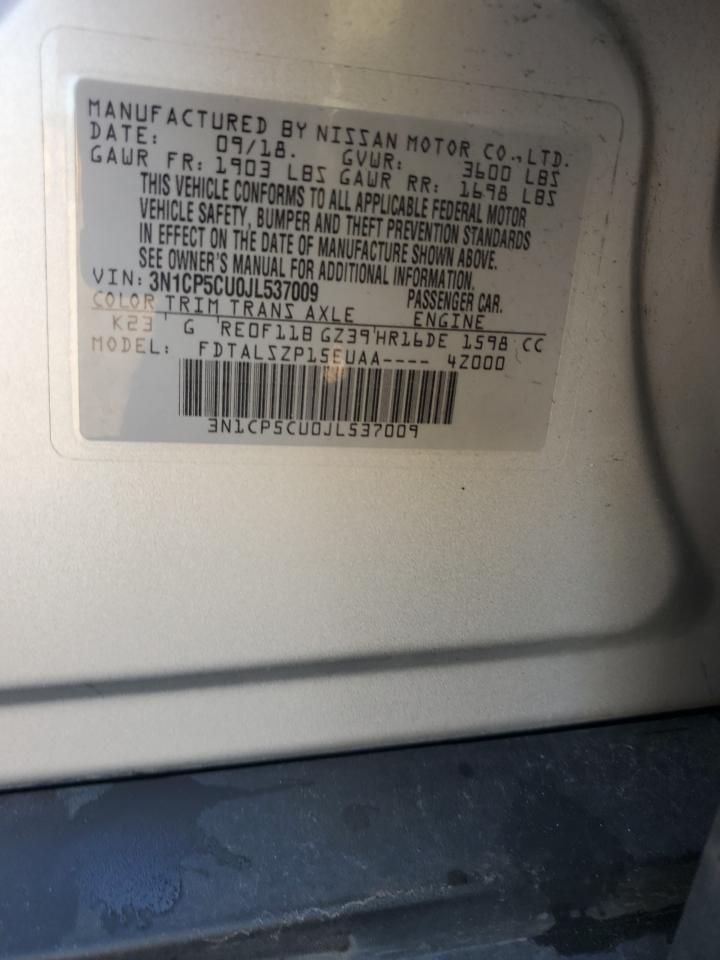 MANUFACTURED BY NISSAN MOTOR CO.,LTD.
DATE: 09/18. GVWR: 3600 LBS
GAWR FR: 1903 LBS GAWR RR: 1698 LBS
THIS VEHICLE CONFORMS TO ALL APPLICABLE FEDERAL MOTOR
VEHICLE SAFETY, BUMPER AND THEFT PREVENTION STANDARDS
IN EFFECT ON THE DATE OF MANUFACTURE SHOWN ABOVE.
SEE OWNER'S MANUAL FOR ADDITIONAL INFORMATION.
VIN: 3N1CP5CU0JL537009 PASSENGER CAR.
COLOR TRIM TRANS AXLE ENGINE
K23 G RE0F11B GZ39 HR16DE 1598 CC
MODEL: FDTALSZP15EUAA---- 4Z000
3N1CP5CU0JL537009